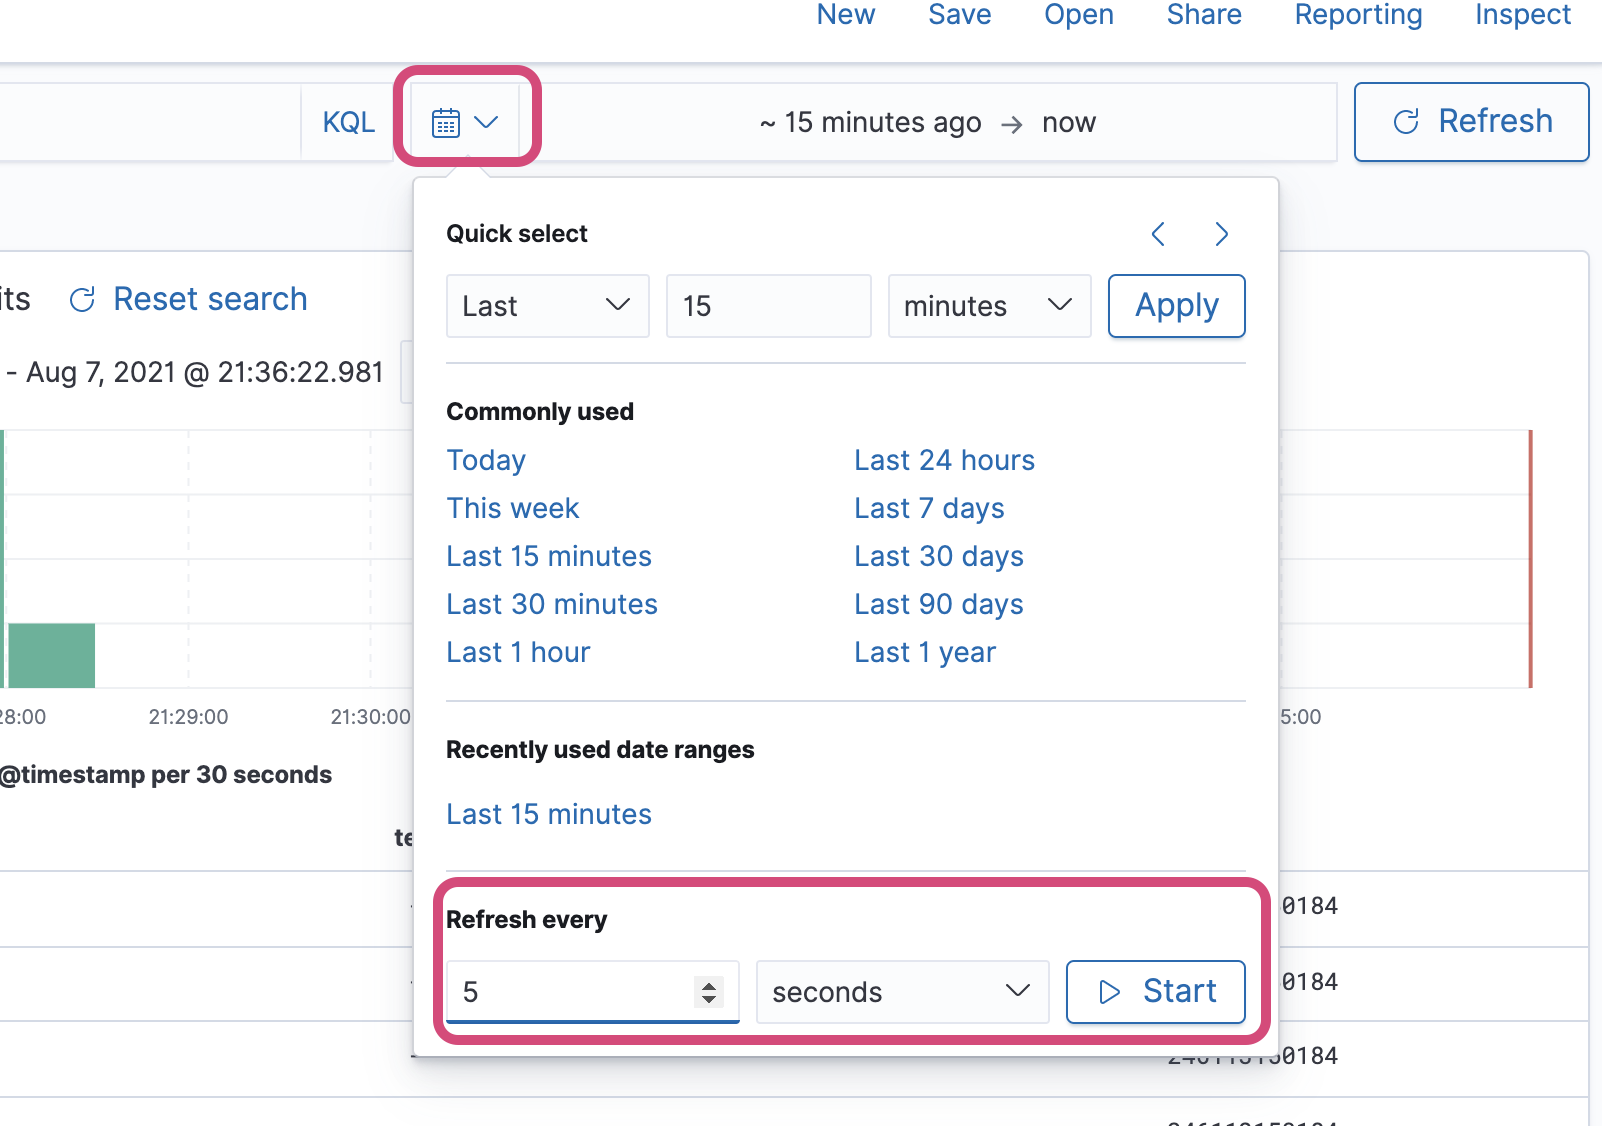 New Save Open Share Reporting Inspect
KQL ~ 15 minutes ago → now Refresh
Quick select
Last 15 minutes Apply
its Reset search
- Aug 7, 2021 @ 21:36:22.981
Commonly used
Today Last 24 hours
This week Last 7 days
Last 15 minutes Last 30 days
Last 30 minutes Last 90 days
Last 1 hour Last 1 year
28:00 21:29:00 21:30:00 5:00
@timestamp per 30 seconds
Recently used date ranges
Last 15 minutes
te
Refresh every
0184
5 seconds Start
0184
0184